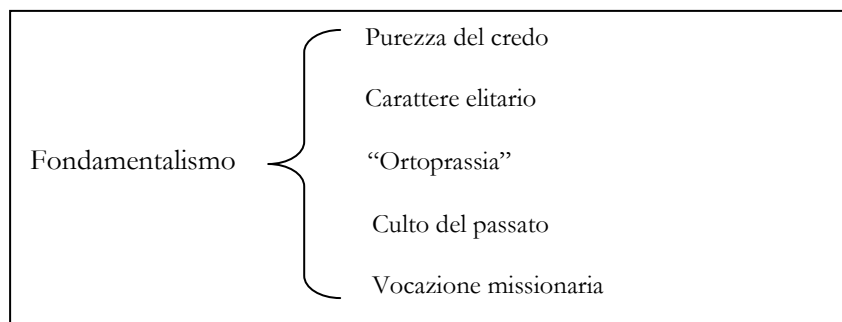 Purezza del credo
Carattere elitario
Fondamentalismo
“Ortoprassia”
Culto del passato
Vocazione missionaria